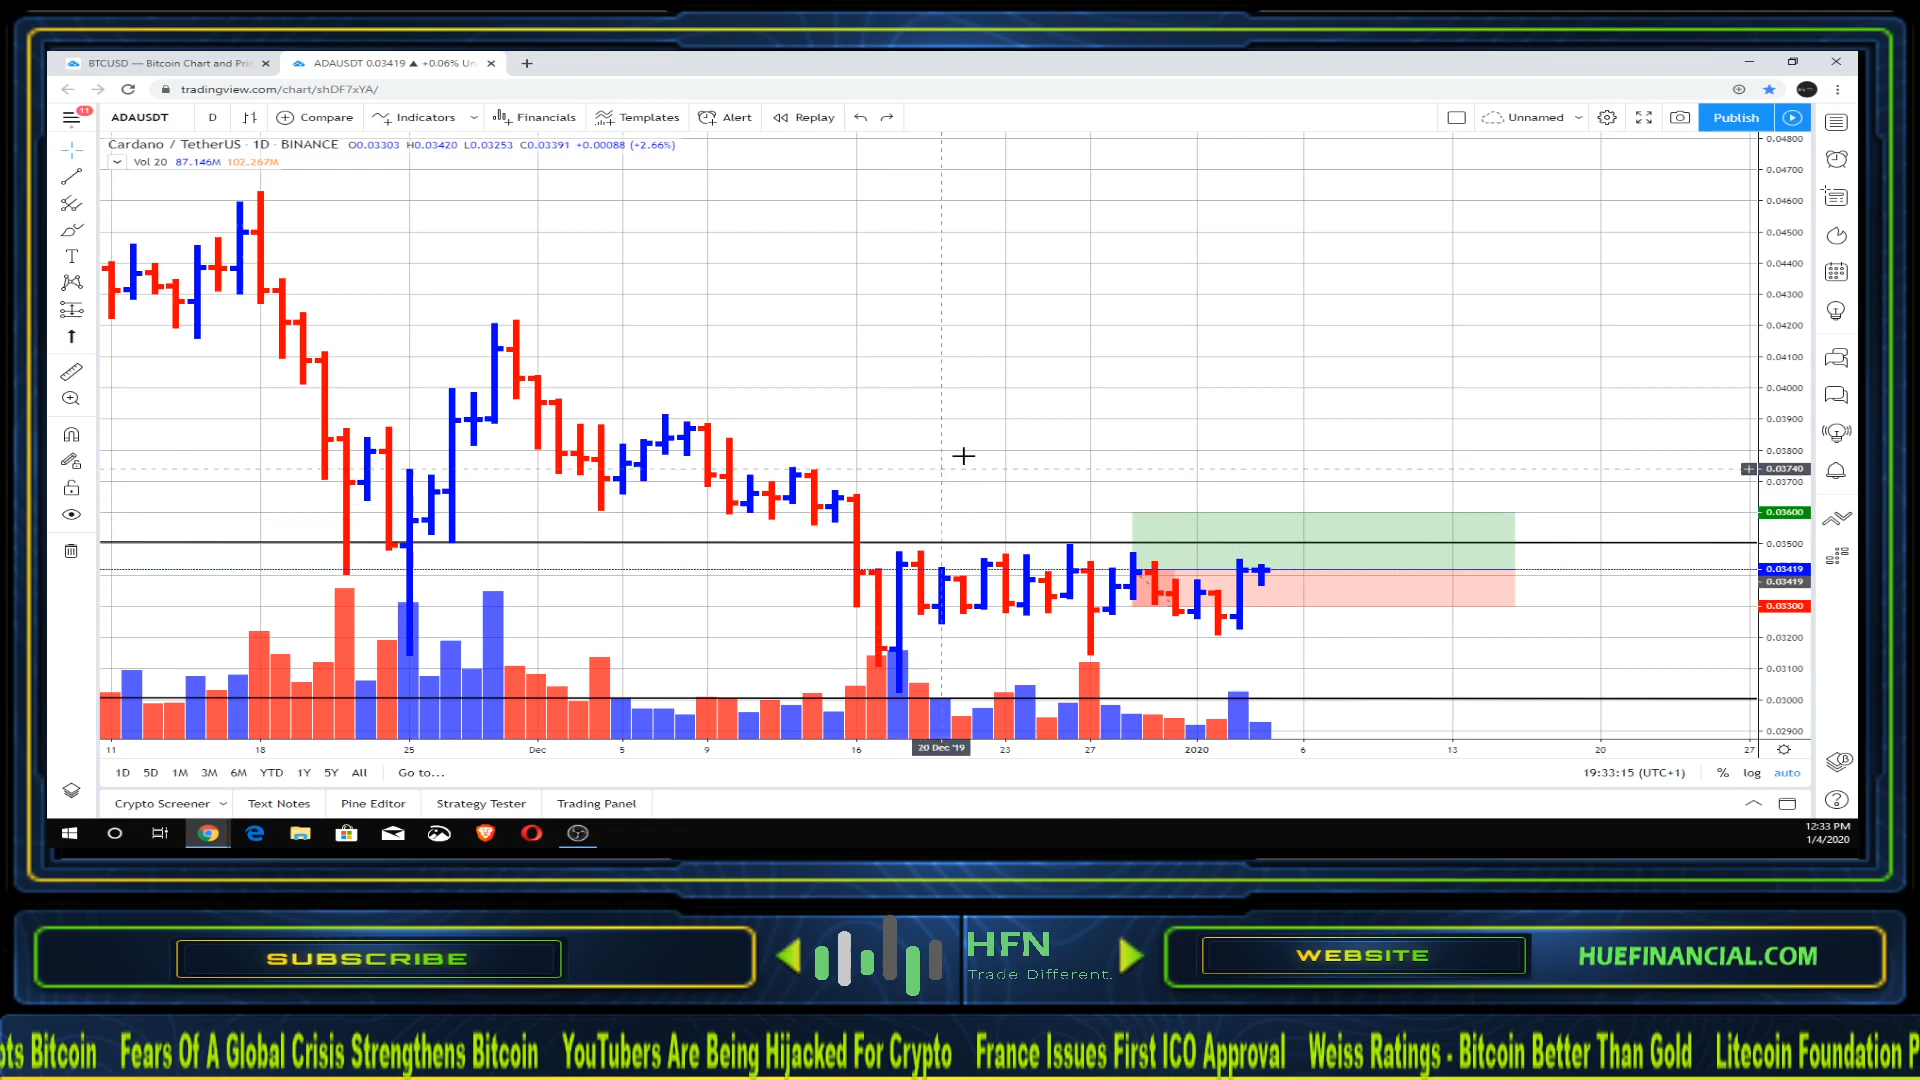 BTCUSD — Bitcoin Chart and Pric
ADAUSDT 0.03419 ▲ +0.06% Un
tradingview.com/chart/shDF7xYA/
11
ADAUSDT D Compare Indicators Financials Templates Alert Replay Unnamed Publish
Cardano / TetherUS · 1D · BINANCE O0.03303 H0.03420 L0.03253 C0.03391 +0.00088 (+2.66%)
Vol 20 87.146M 102.267M
0.04800
0.04700
0.04600
0.04500
0.04400
0.04300
0.04200
0.04100
0.04000
0.03900
0.03800
0.03740
0.03700
0.03600
0.03500
0.03419
0.03419
0.03300
0.03200
0.03100
0.03000
0.02900
11 18 25 Dec 5 9 16 20 Dec '19 23 27 2020 6 13 20 27
1D 5D 1M 3M 6M YTD 1Y 5Y All Go to... 19:33:15 (UTC+1) % log auto
Crypto Screener Text Notes Pine Editor Strategy Tester Trading Panel
12:33 PM
1/4/2020
SUBSCRIBE
HFN
Trade Different.
WEBSITE
HUEFINANCIAL.COM
pts Bitcoin Fears Of A Global Crisis Strengthens Bitcoin YouTubers Are Being Hijacked For Crypto France Issues First ICO Approval Weiss Ratings - Bitcoin Better Than Gold Litecoin Foundation P